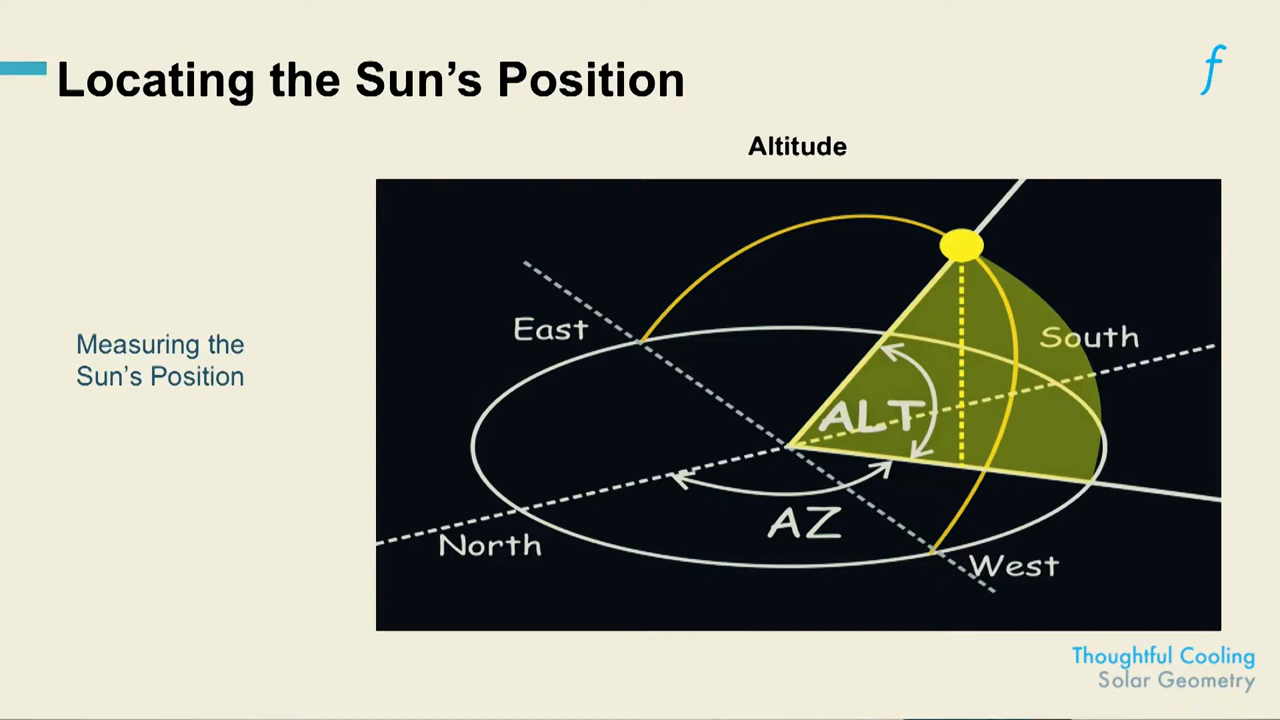 Locating the Sun's Position
f
Altitude
Measuring the
Sun's Position
East
South
ALT
AZ
North
West
Thoughtful Cooling
Solar Geometry